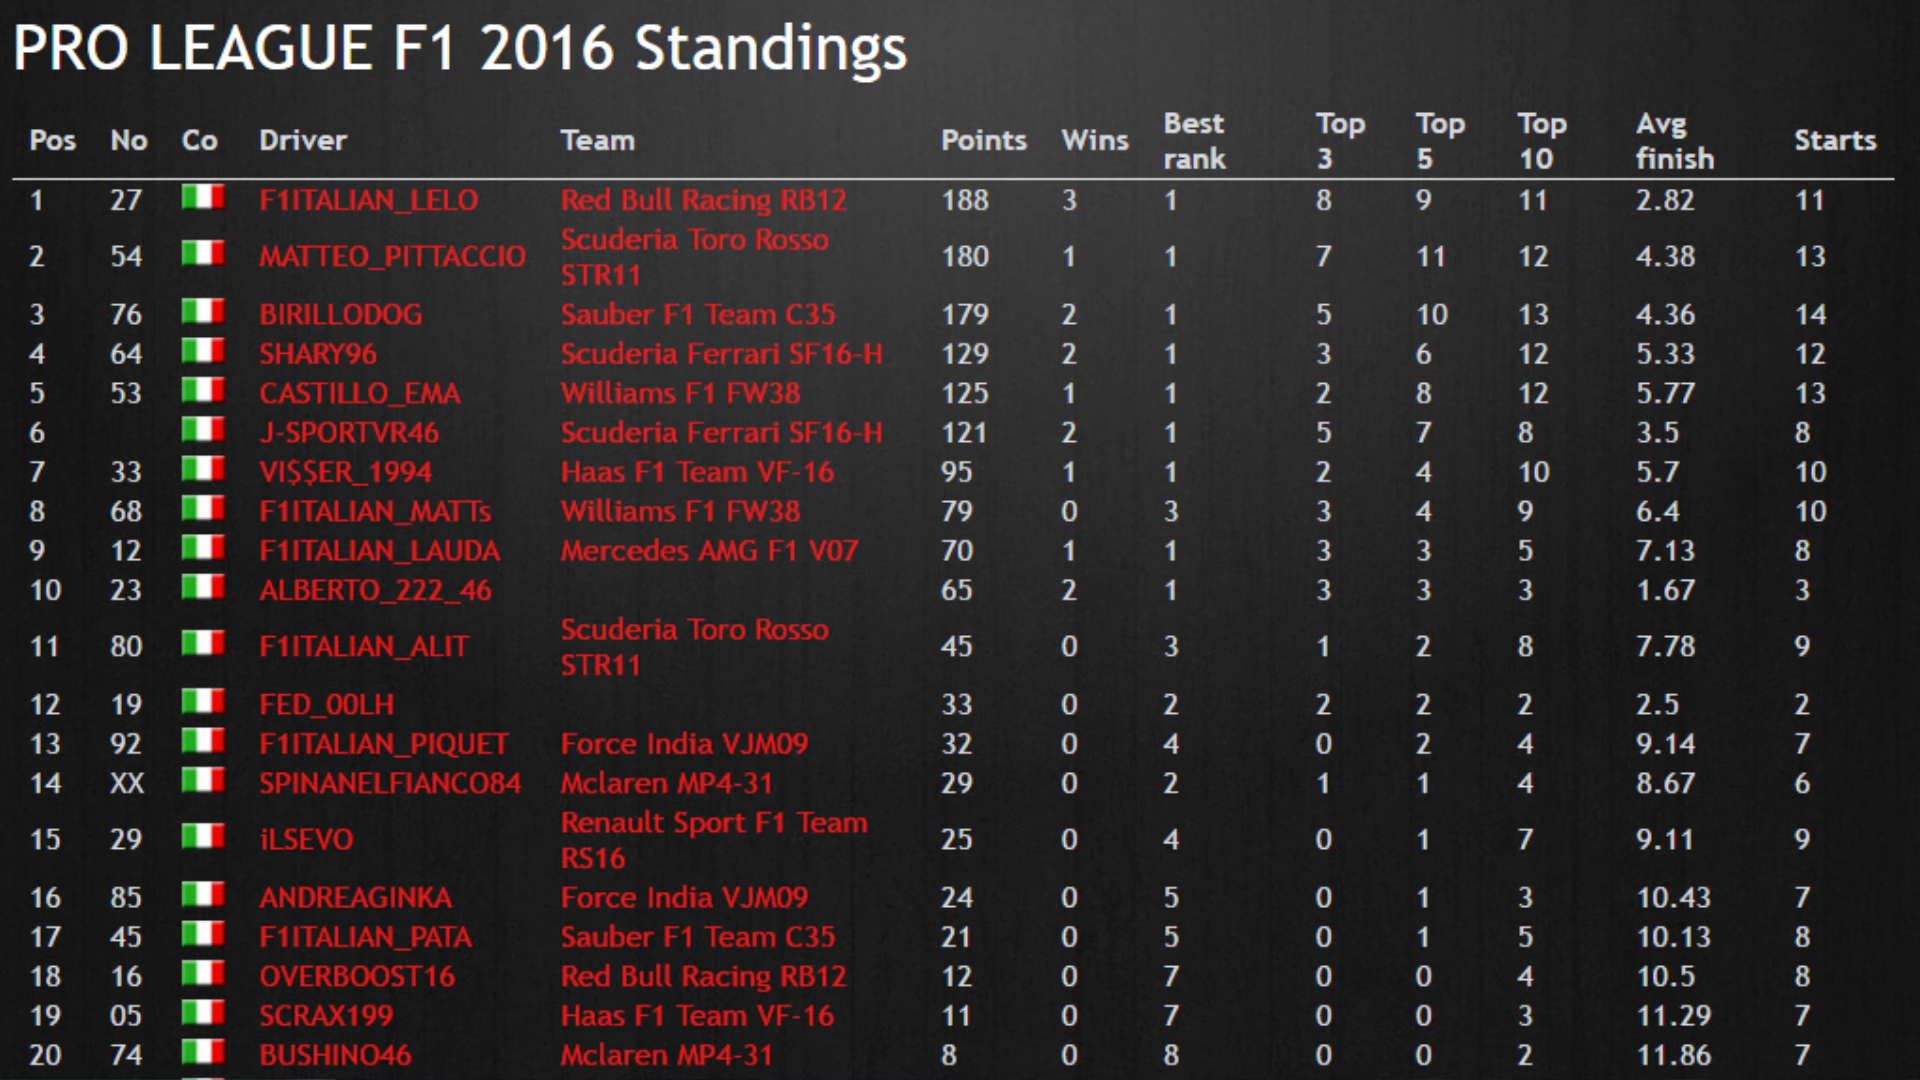 PRO LEAGUE F1 2016 Standings
Pos No Co Driver Team Points Wins Best rank Top 3 Top 5 Top 10 Avg finish Starts
1 27 F1ITALIAN_LELO Red Bull Racing RB12 188 3 1 8 9 11 2.82 11
2 54 MATTEO_PITTACCIO Scuderia Toro Rosso STR11 180 1 1 7 11 12 4.38 13
3 76 BIRILLODOG Sauber F1 Team C35 179 2 1 5 10 13 4.36 14
4 64 SHARY96 Scuderia Ferrari SF16-H 129 2 1 3 6 12 5.33 12
5 53 CASTILLO_EMA Williams F1 FW38 125 1 1 2 8 12 5.77 13
6 J-SPORTVR46 Scuderia Ferrari SF16-H 121 2 1 5 7 8 3.5 8
7 33 VI$$ER_1994 Haas F1 Team VF-16 95 1 1 2 4 10 5.7 10
8 68 F1ITALIAN_MATTs Williams F1 FW38 79 0 3 3 4 9 6.4 10
9 12 F1ITALIAN_LAUDA Mercedes AMG F1 V07 70 1 1 3 3 5 7.13 8
10 23 ALBERTO_222_46 65 2 1 3 3 3 1.67 3
11 80 F1ITALIAN_ALIT Scuderia Toro Rosso STR11 45 0 3 1 2 8 7.78 9
12 19 FED_00LH 33 0 2 2 2 2 2.5 2
13 92 F1ITALIAN_PIQUET Force India VJM09 32 0 4 0 2 4 9.14 7
14 XX SPINANELFIANCO84 Mclaren MP4-31 29 0 2 1 1 4 8.67 6
15 29 iLSEVO Renault Sport F1 Team RS16 25 0 4 0 1 7 9.11 9
16 85 ANDREAGINKA Force India VJM09 24 0 5 0 1 3 10.43 7
17 45 F1ITALIAN_PATA Sauber F1 Team C35 21 0 5 0 1 5 10.13 8
18 16 OVERBOOST16 Red Bull Racing RB12 12 0 7 0 0 4 10.5 8
19 05 SCRAX199 Haas F1 Team VF-16 11 0 7 0 0 3 11.29 7
20 74 BUSHINO46 Mclaren MP4-31 8 0 8 0 0 2 11.86 7